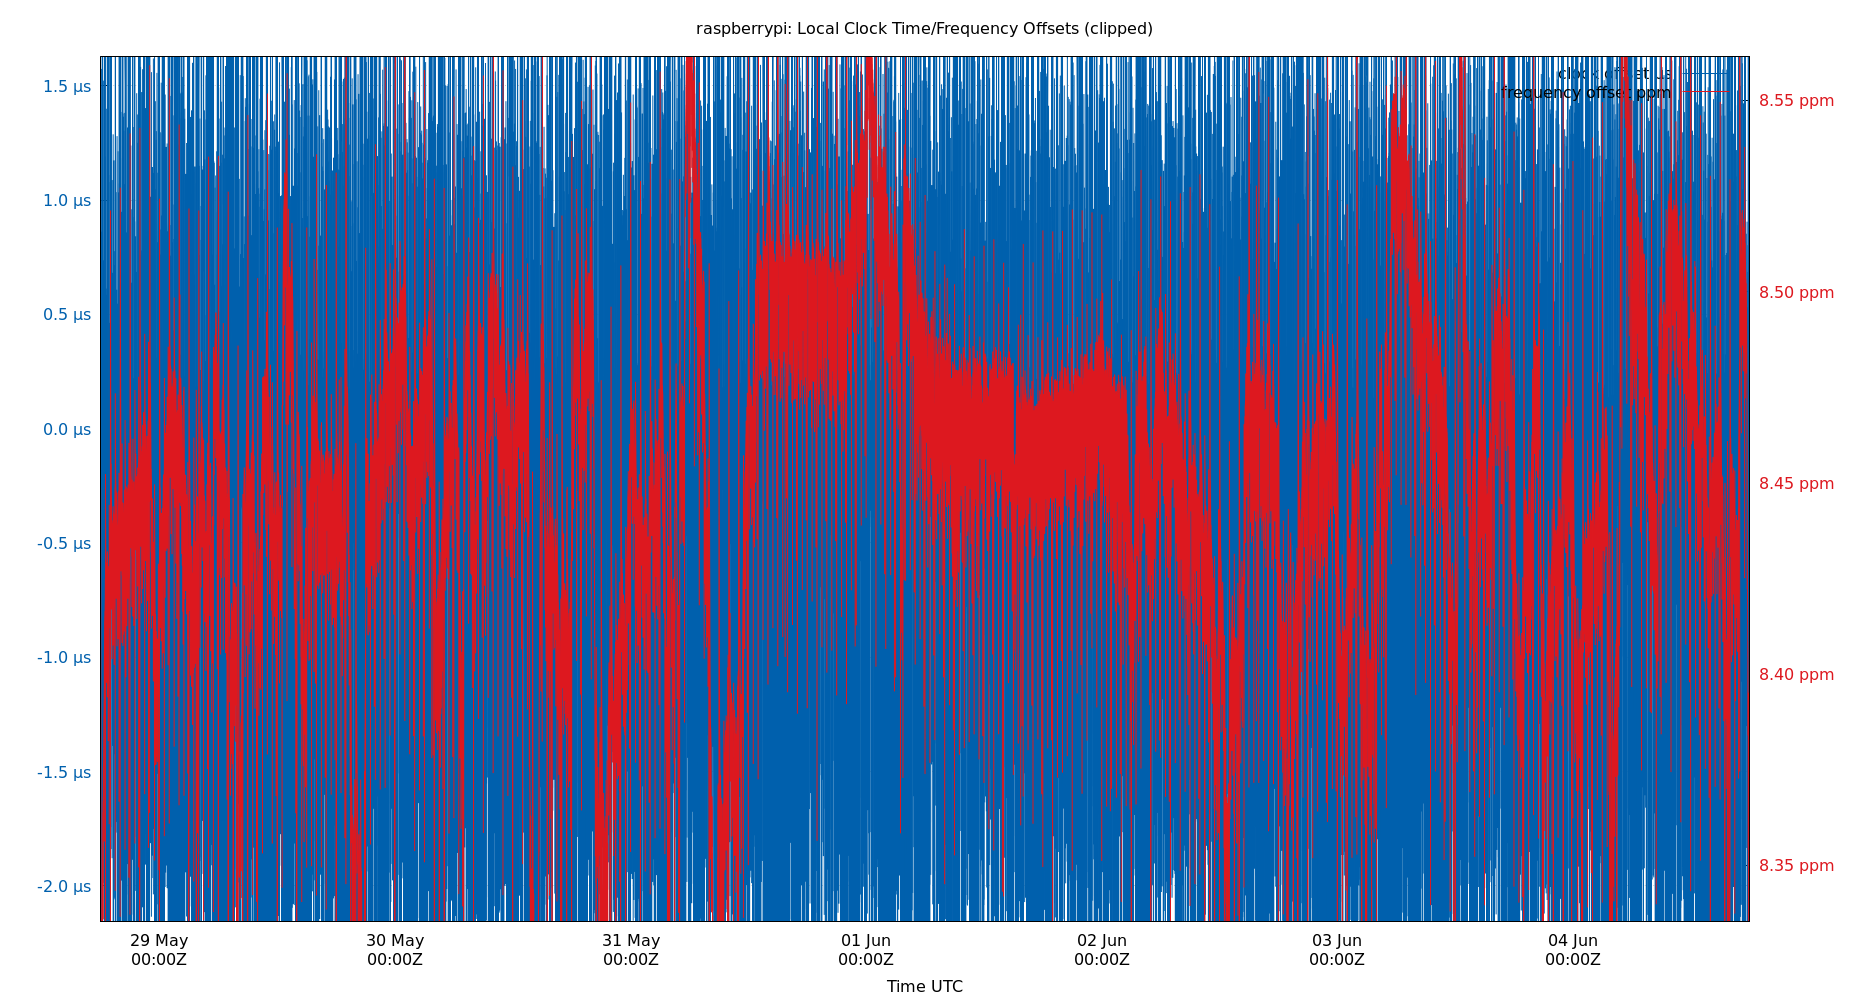 raspberrypi: Local Clock Time/Frequency Offsets (clipped)
clock offset µs
frequency offset ppm
1.5 µs
1.0 µs
0.5 µs
0.0 µs
-0.5 µs
-1.0 µs
-1.5 µs
-2.0 µs
8.55 ppm
8.50 ppm
8.45 ppm
8.40 ppm
8.35 ppm
29 May 30 May 31 May 01 Jun 02 Jun 03 Jun 04 Jun
00:00Z 00:00Z 00:00Z 00:00Z 00:00Z 00:00Z 00:00Z
Time UTC